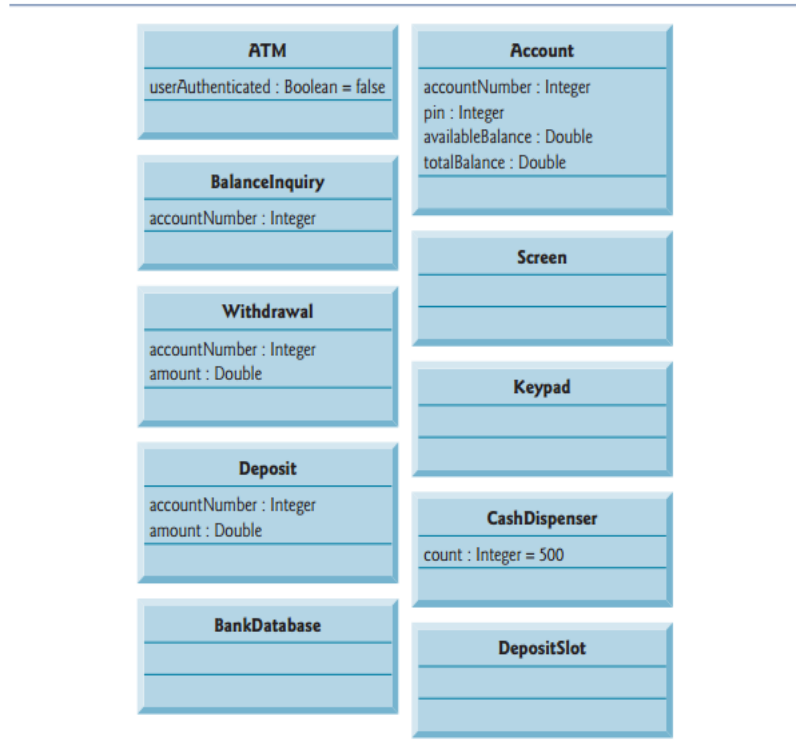 ATM
userAuthenticated : Boolean = false
BalanceInquiry
accountNumber : Integer
Withdrawal
accountNumber : Integer
amount : Double
Deposit
accountNumber : Integer
amount : Double
BankDatabase
Account
accountNumber : Integer
pin : Integer
availableBalance : Double
totalBalance : Double
Screen
Keypad
CashDispenser
count : Integer = 500
DepositSlot